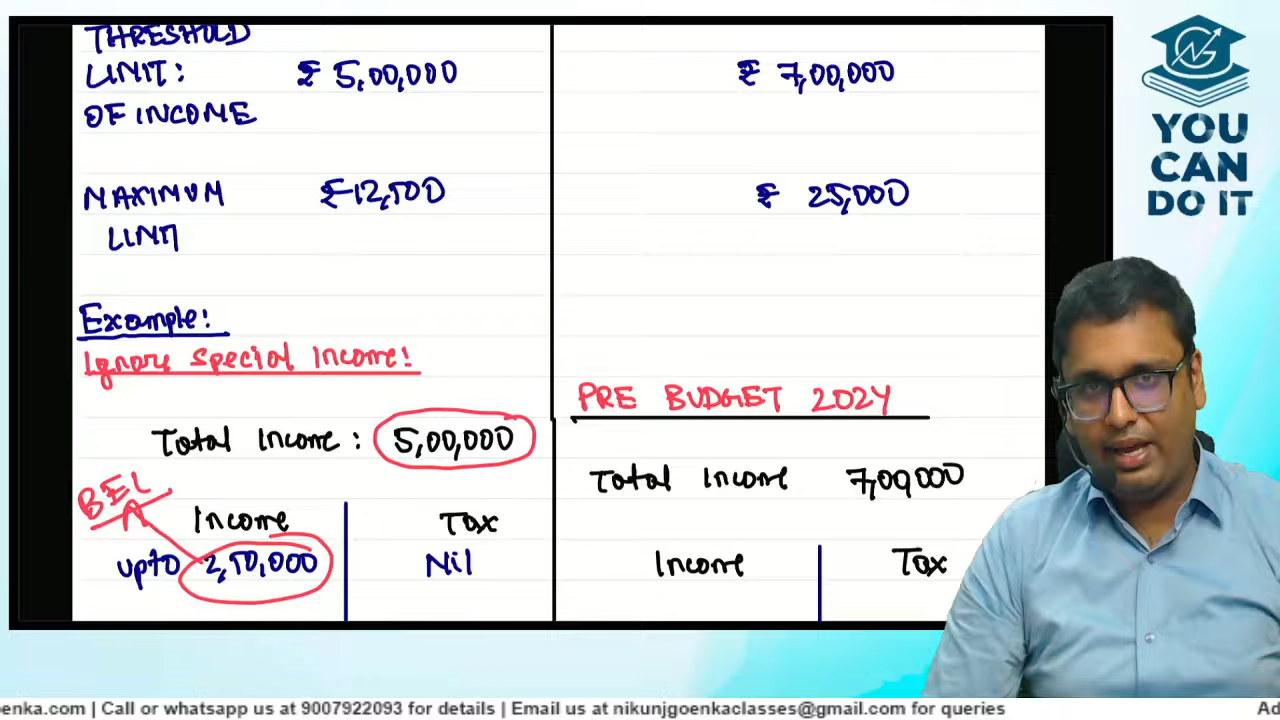 THRESHOLD
LIMIT: ₹ 5,00,000 ₹ 7,00,000
OF INCOME
MAXIMUM ₹ 12,500 ₹ 25,000
LIMIT
Example:
Ignore Special Income!
PRE BUDGET 2024
Total Income : 5,00,000
Total Income 7,00,000
BEL
Income Tax
upto 2,50,000 Nil
Income Tax
NG
YOU
CAN
DO IT
oenka.com | Call or whatsapp us at 9007922093 for details | Email us at nikunjgoenkaclasses@gmail.com for queries
Ad